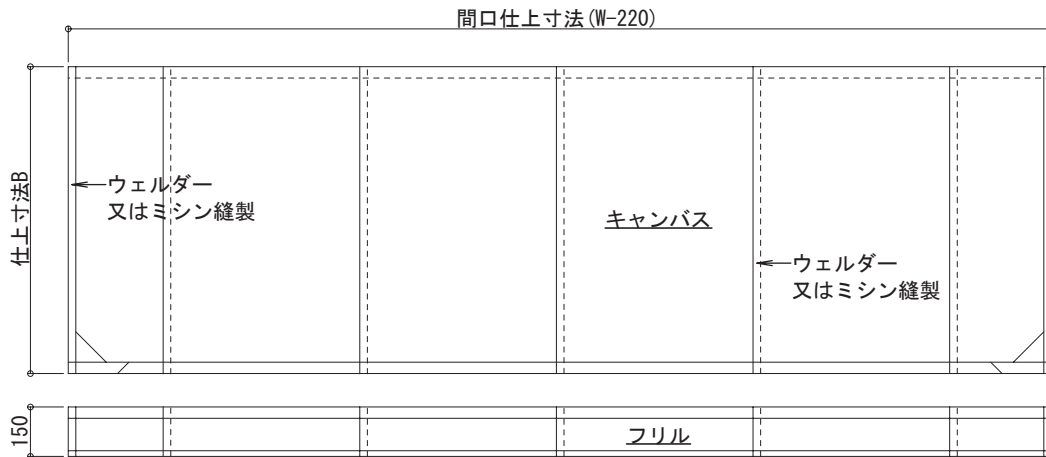 間口仕上寸法(W-220)
仕上寸法B
ウェルダー
又はミシン縫製
キャンバス
ウェルダー
又はミシン縫製
150
フリル